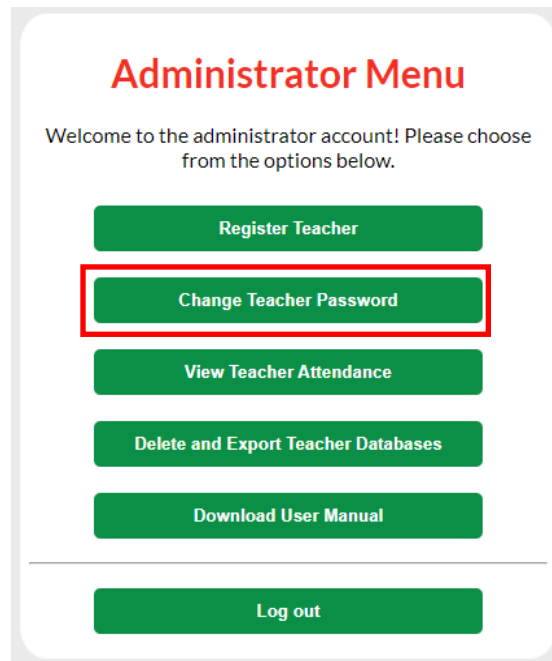 Administrator Menu
Welcome to the administrator account! Please choose
from the options below.
Register Teacher
Change Teacher Password
View Teacher Attendance
Delete and Export Teacher Databases
Download User Manual
Log out